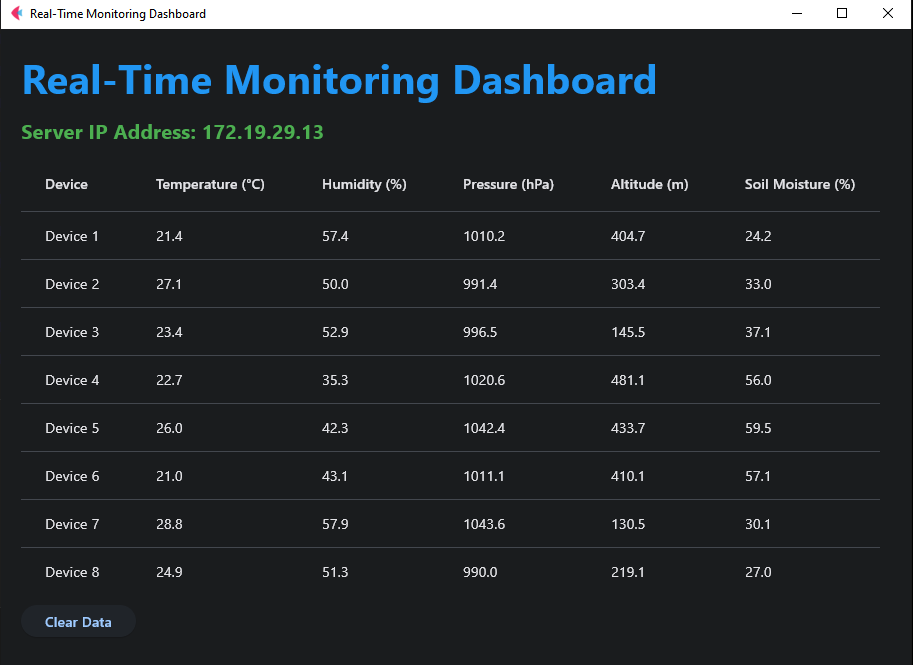 Real-Time Monitoring Dashboard
Real-Time Monitoring Dashboard
Server IP Address: 172.19.29.13
Device Temperature (°C) Humidity (%) Pressure (hPa) Altitude (m) Soil Moisture (%)
Device 1 21.4 57.4 1010.2 404.7 24.2
Device 2 27.1 50.0 991.4 303.4 33.0
Device 3 23.4 52.9 996.5 145.5 37.1
Device 4 22.7 35.3 1020.6 481.1 56.0
Device 5 26.0 42.3 1042.4 433.7 59.5
Device 6 21.0 43.1 1011.1 410.1 57.1
Device 7 28.8 57.9 1043.6 130.5 30.1
Device 8 24.9 51.3 990.0 219.1 27.0
Clear Data